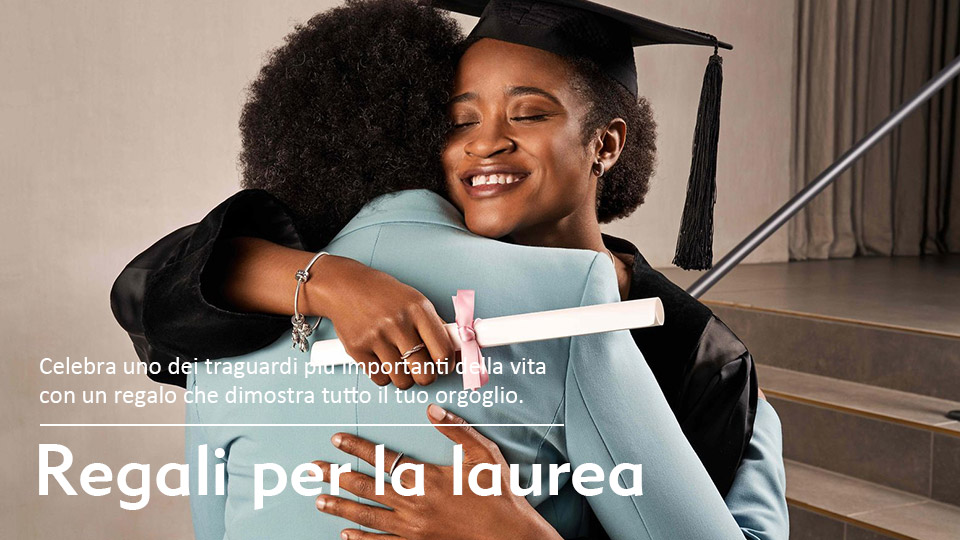 Celebra uno dei traguardi più importanti della vita
con un regalo che dimostra tutto il tuo orgoglio.
Regali per la laurea